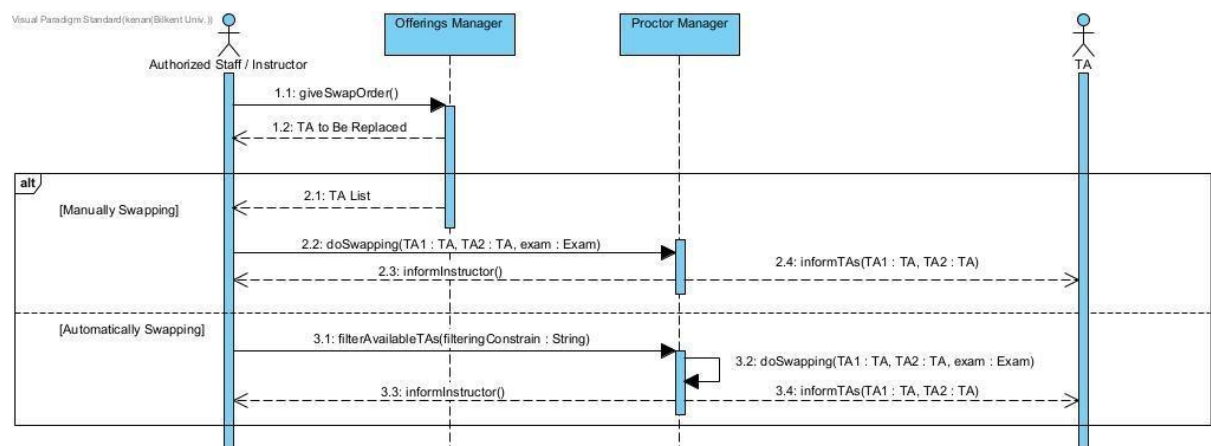 Visual Paradigm Standard(kenan(Bilkent Univ.))
Offerings Manager
Proctor Manager
Authorized Staff / Instructor
TA
1.1: giveSwapOrder()
1.2: TA to Be Replaced
alt
2.1: TA List
[Manually Swapping]
2.2: doSwapping(TA1 : TA, TA2 : TA, exam : Exam)
2.3: informInstructor()
2.4: informTAs(TA1 : TA, TA2 : TA)
[Automatically Swapping]
3.1: filterAvailableTAs(filteringConstrain : String)
3.2: doSwapping(TA1 : TA, TA2 : TA, exam : Exam)
3.3: informInstructor()
3.4: informTAs(TA1 : TA, TA2 : TA)